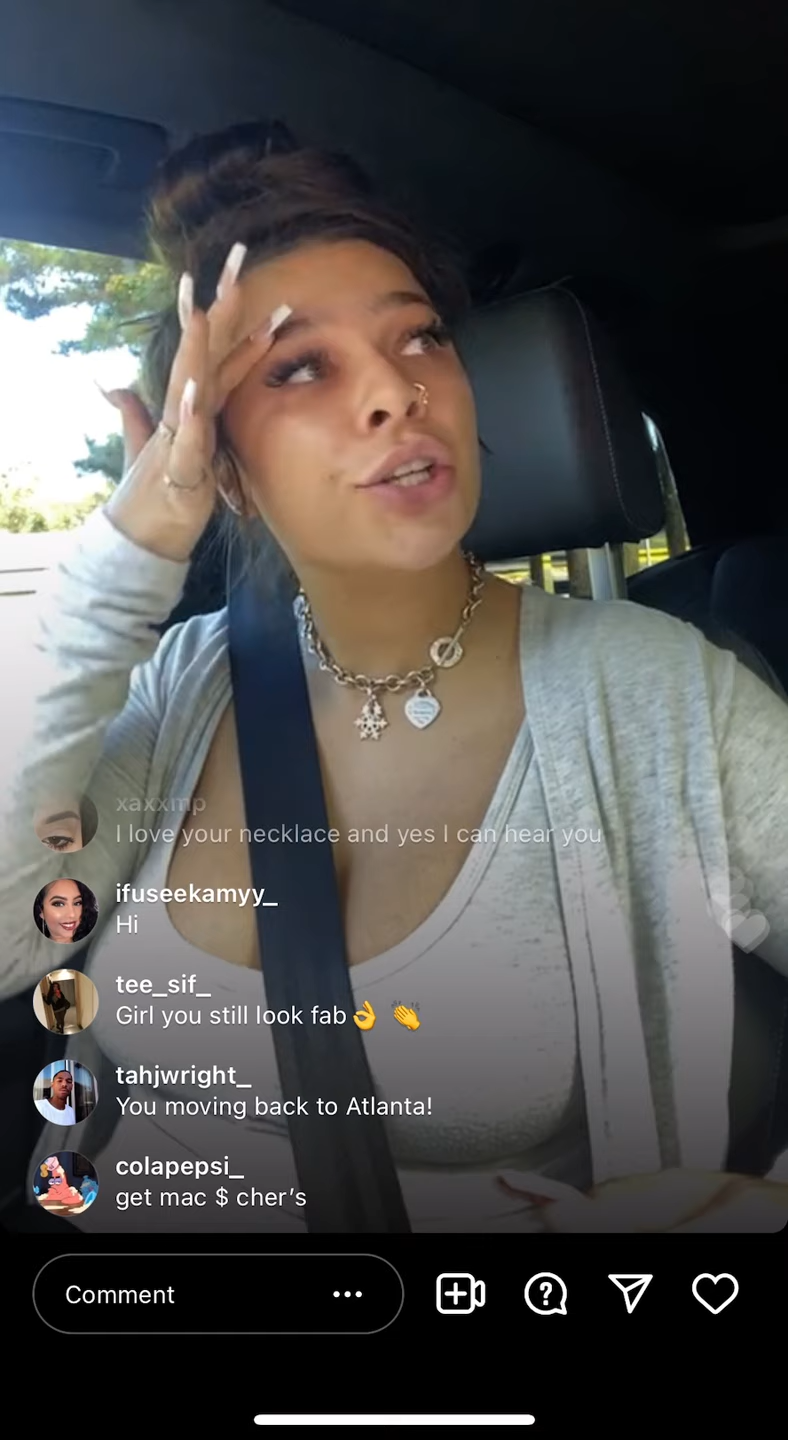 xaxxmp
I love your necklace and yes I can hear you
ifuseekamyy_
Hi
tee_sif_
Girl you still look fab👌 👏
tahjwright_
You moving back to Atlanta!
colapepsi_
get mac $ cher’s
Comment